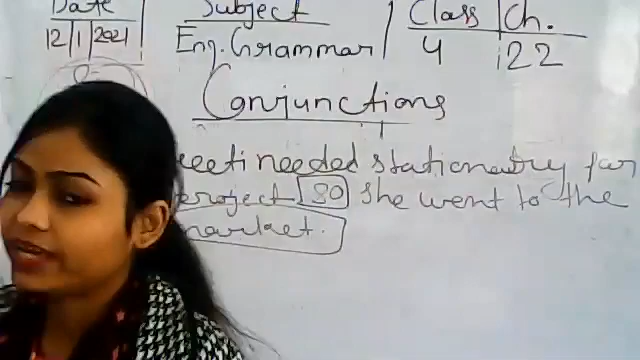 Date Subject Class Ch.
12/1/2021 Eng. Grammar 4 22
Conjunctions
needed stationary for
project so she went to the
market.